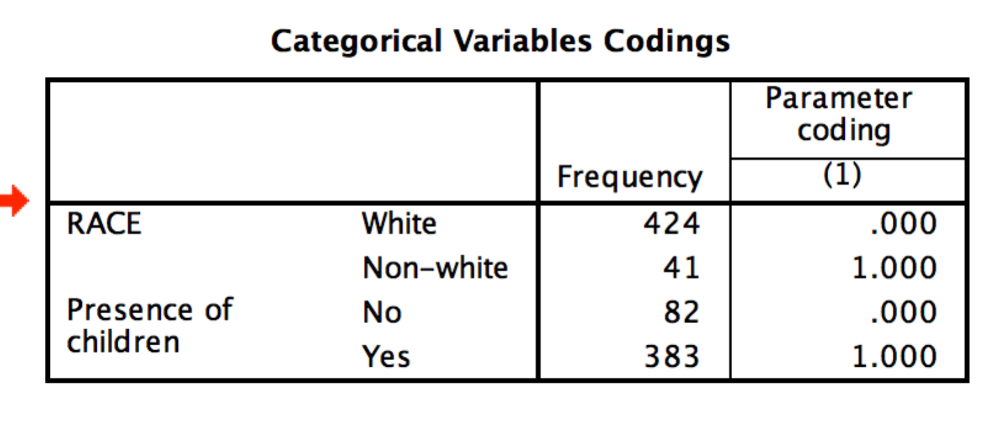 Categorical Variables Codings
Parameter
coding
Frequency (1)
RACE White 424 .000
Non-white 41 1.000
Presence of
children
No 82 .000
Yes 383 1.000